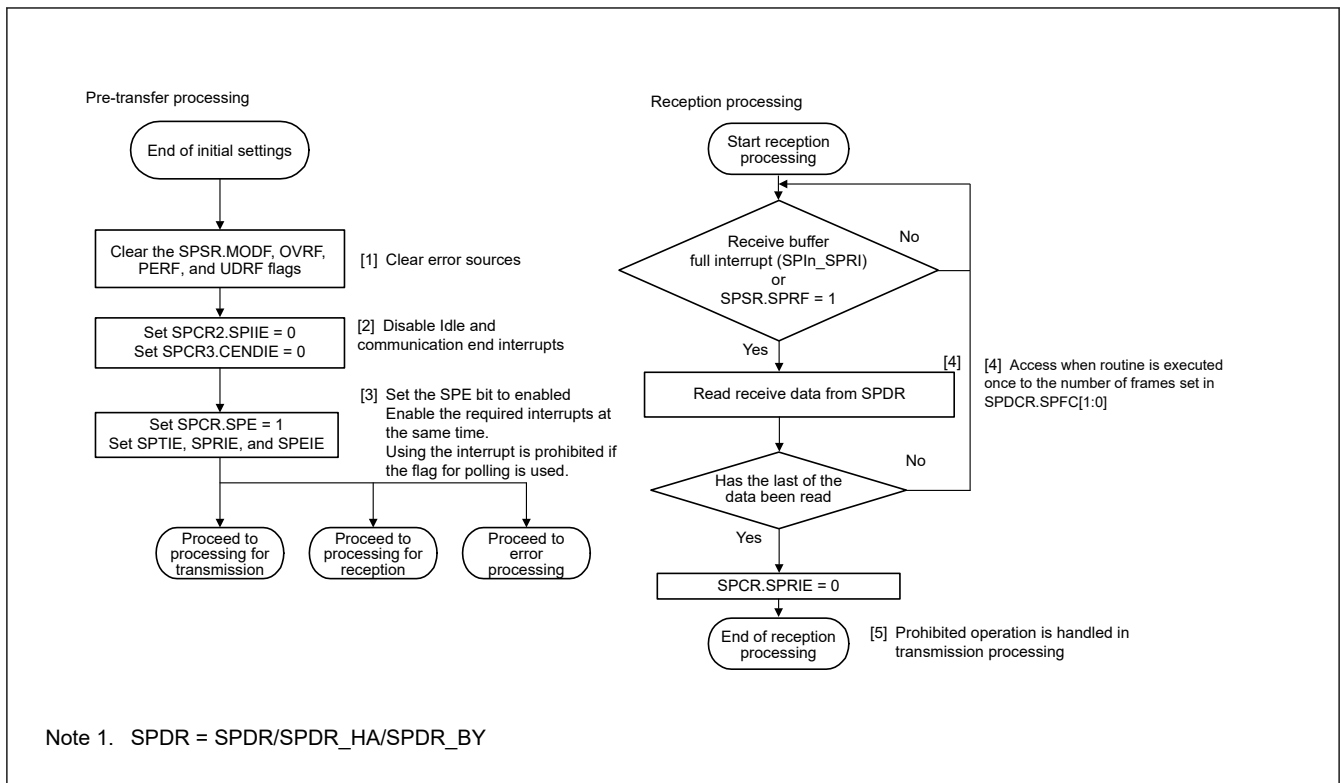 Pre-transfer processing
End of initial settings
Clear the SPSR.MODF, OVRF,
PERF, and UDRF flags
[1] Clear error sources
Set SPCR2.SPIIE = 0
Set SPCR3.CENDIE = 0
[2] Disable Idle and
communication end interrupts
Set SPCR.SPE = 1
Set SPTIE, SPRIE, and SPEIE
[3] Set the SPE bit to enabled
Enable the required interrupts at
the same time.
Using the interrupt is prohibited if
the flag for polling is used.
Proceed to
processing for
transmission
Proceed to
processing for
reception
Proceed to
error
processing
Reception processing
Start reception
processing
Receive buffer
full interrupt (SPIn_SPRI)
or
SPSR.SPRF = 1
No
Yes
[4]
Read receive data from SPDR
[4] Access when routine is executed
once to the number of frames set in
SPDCR.SPFC[1:0]
Has the last of the
data been read
No
Yes
SPCR.SPRIE = 0
End of reception
processing
[5] Prohibited operation is handled in
transmission processing
Note 1. SPDR = SPDR/SPDR_HA/SPDR_BY